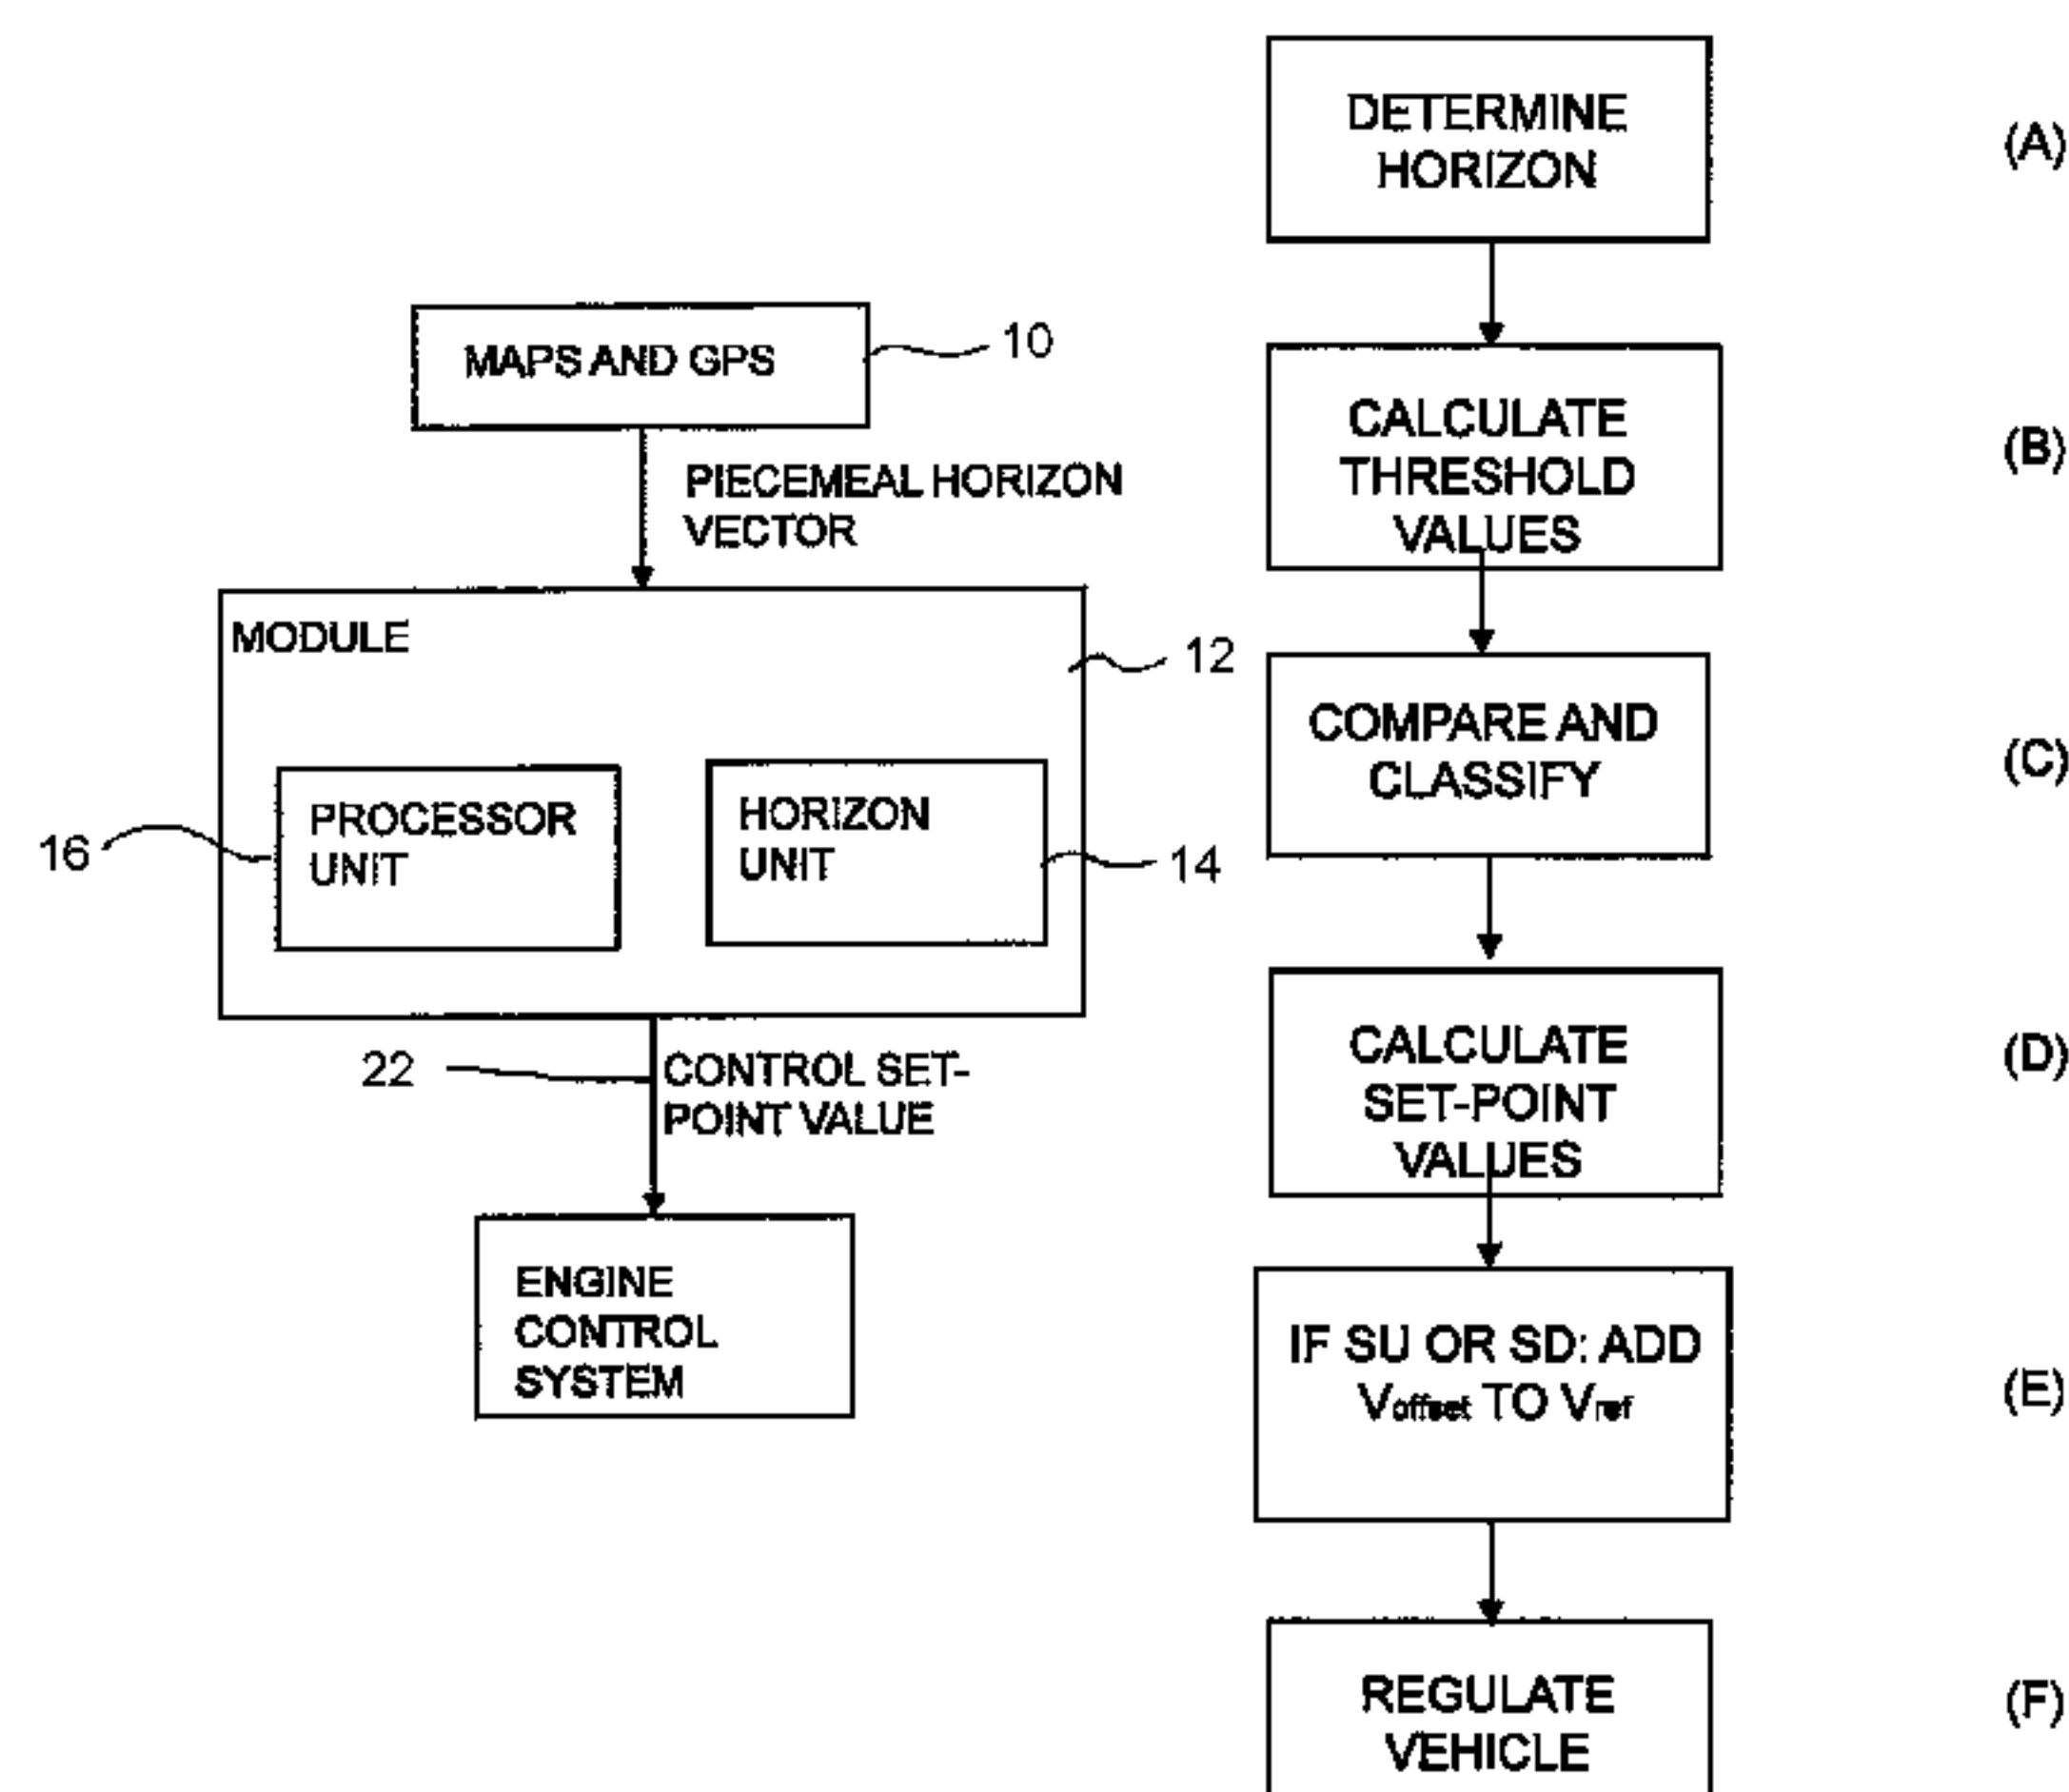 MAPS AND GPS
10
PIECEMEAL HORIZON
VECTOR
MODULE
12
PROCESSOR
UNIT
16
HORIZON
UNIT
14
22
CONTROL SET-
POINT VALUE
ENGINE
CONTROL
SYSTEM
DETERMINE
HORIZON
(A)
CALCULATE
THRESHOLD
VALUES
(B)
COMPARE AND
CLASSIFY
(C)
CALCULATE
SET-POINT
VALUES
(D)
IF SU OR SD: ADD
Voffset TO Vref
(E)
REGULATE
VEHICLE
(F)